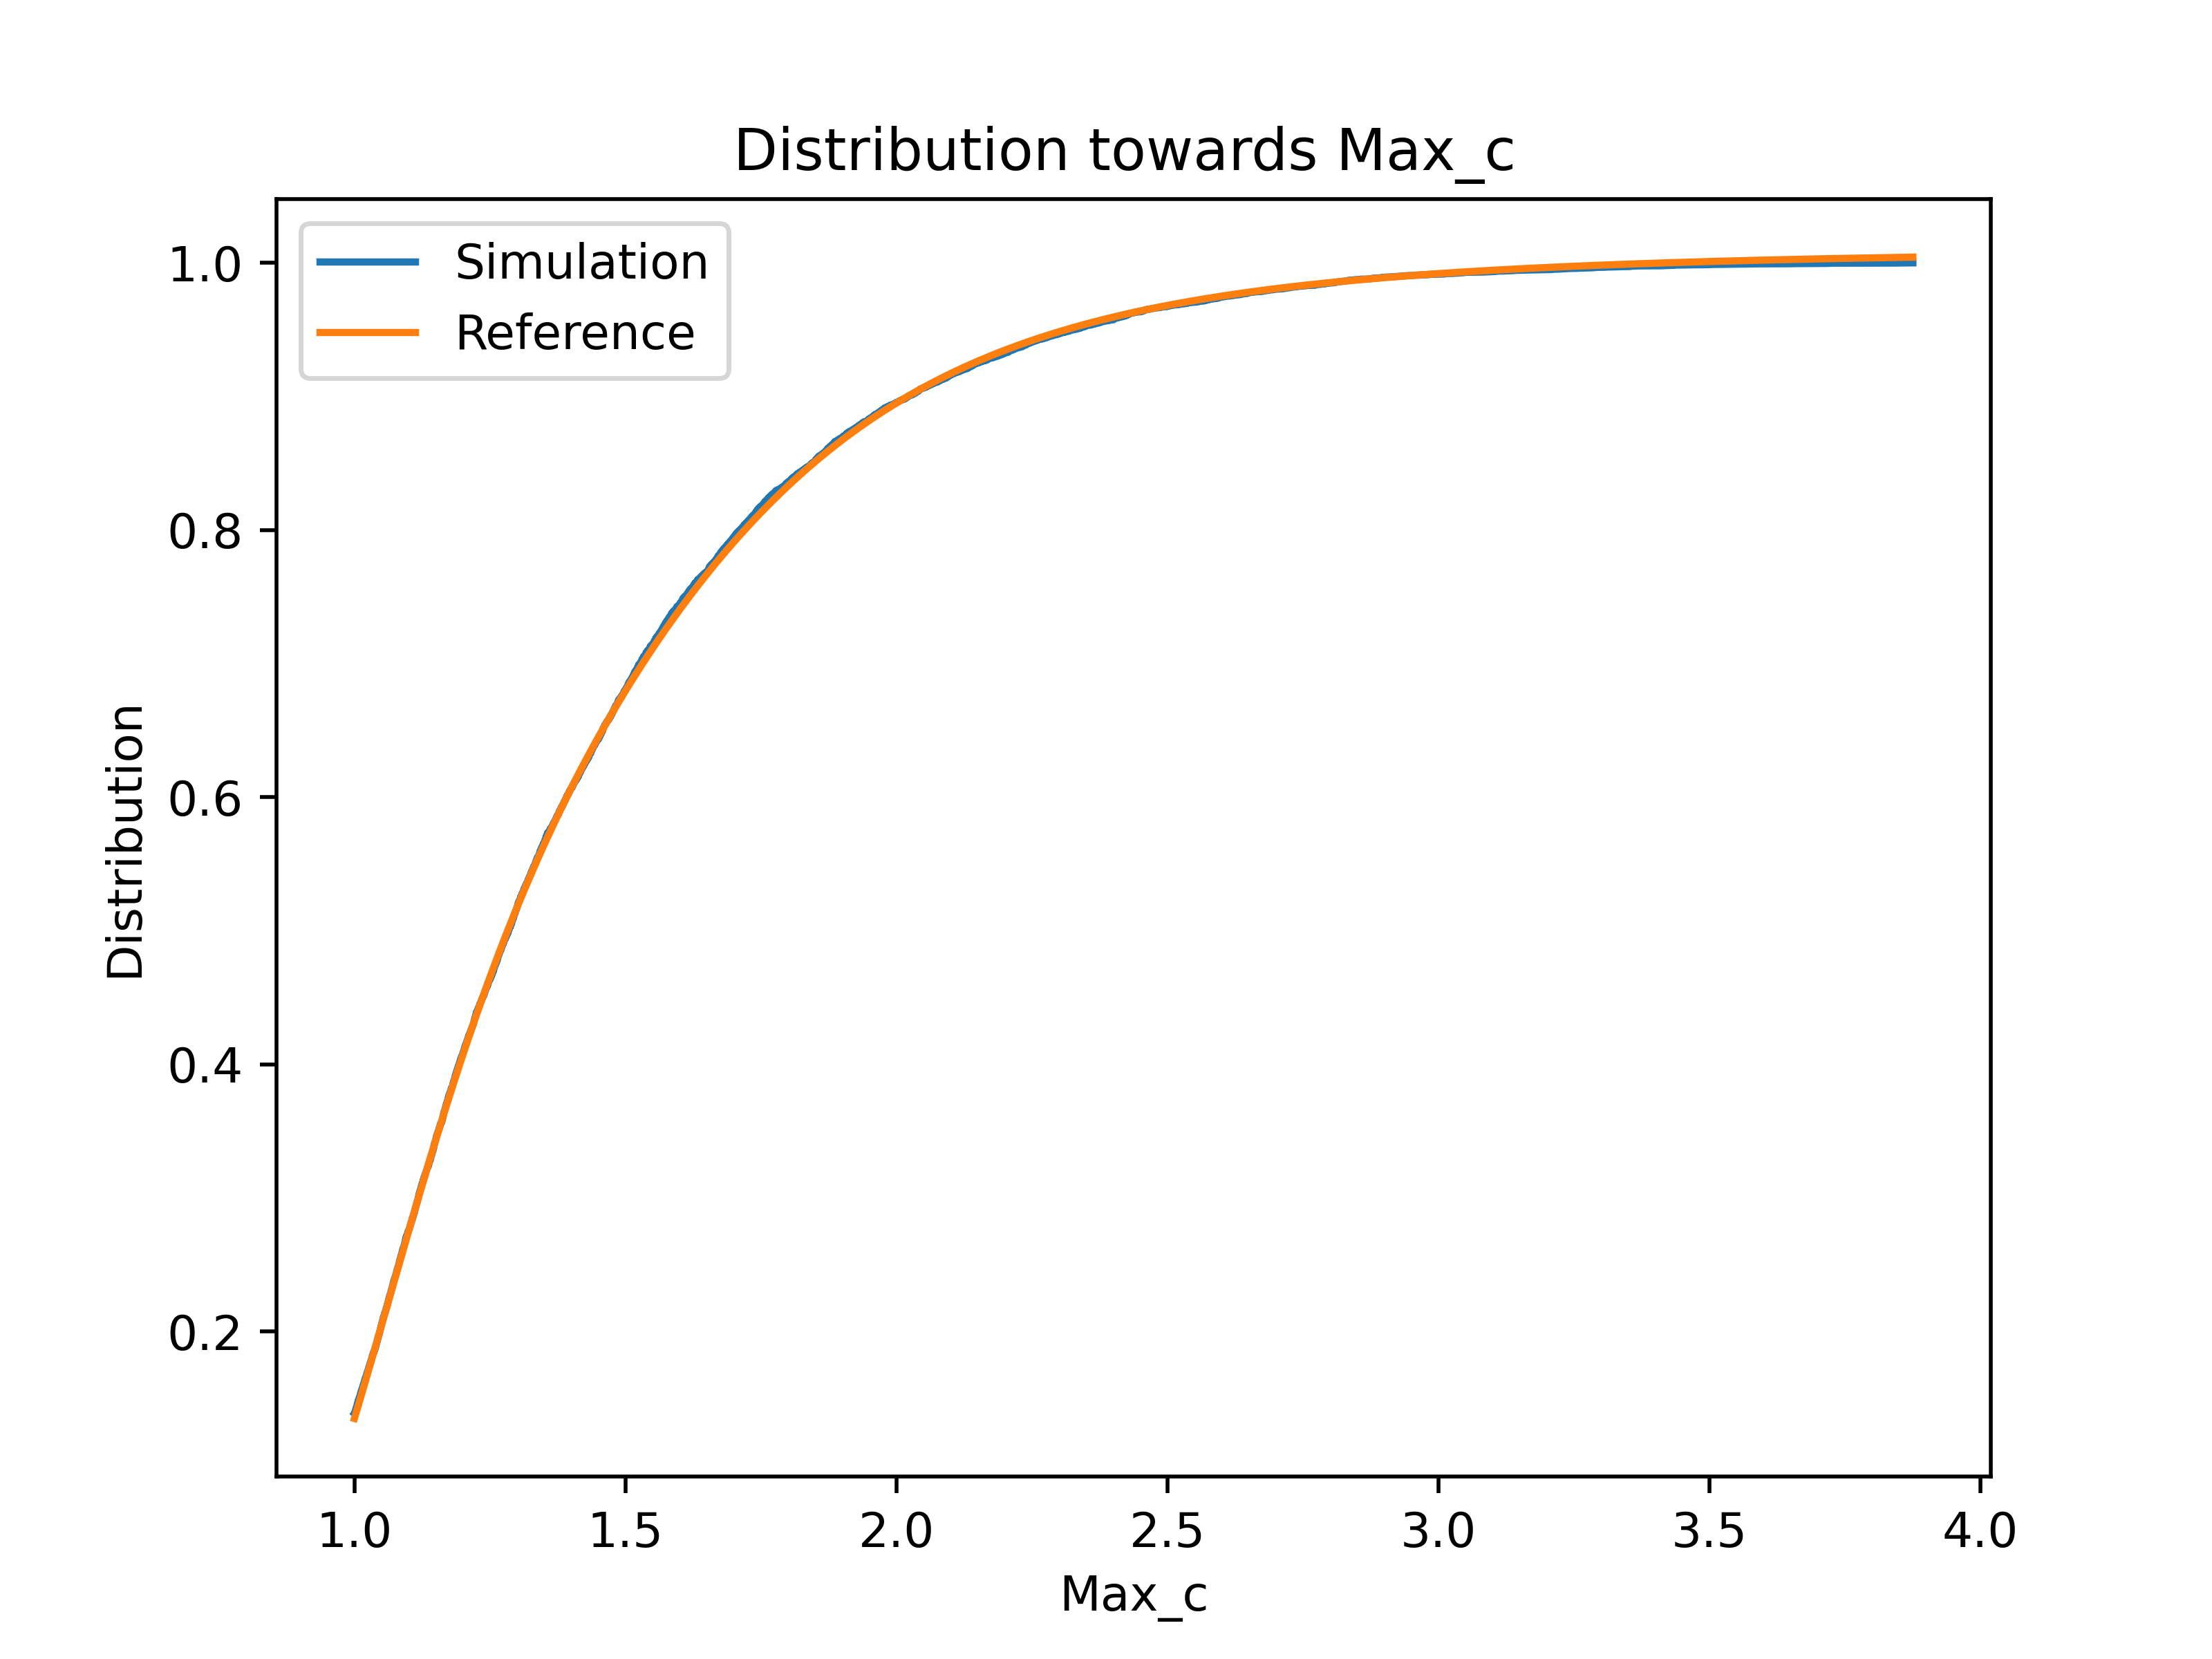 Distribution towards Max_c
Simulation
Reference
1.0
0.8
0.6
0.4
0.2
Distribution
1.0 1.5 2.0 2.5 3.0 3.5 4.0
Max_c